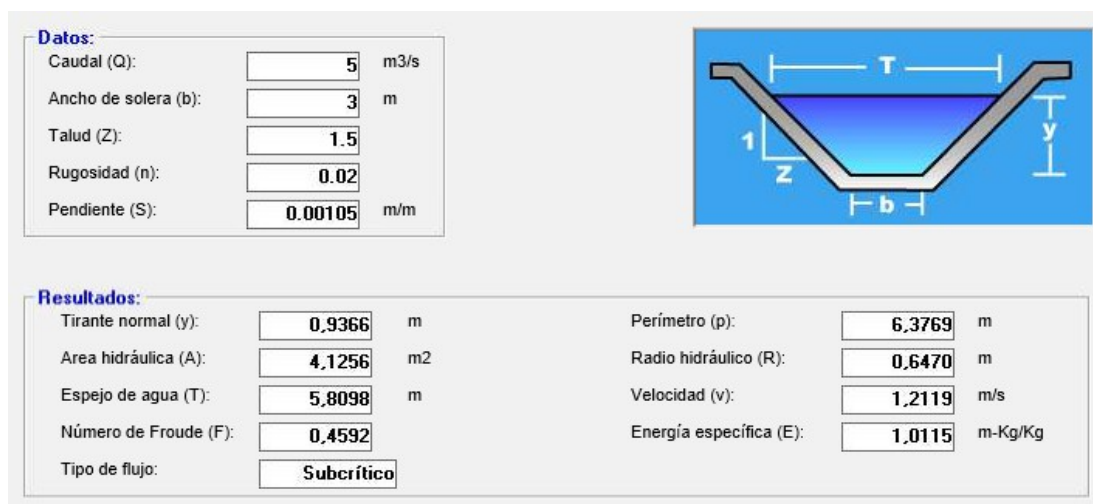 Datos:
Caudal (Q): 5 m3/s
Ancho de solera (b): 3 m
Talud (Z): 1.5
Rugosidad (n): 0.02
Pendiente (S): 0.00105 m/m
T
y
1
Z
b
Resultados:
Tirante normal (y): 0,9366 m Perímetro (p): 6,3769 m
Area hidráulica (A): 4,1256 m2 Radio hidráulico (R): 0,6470 m
Espejo de agua (T): 5,8098 m Velocidad (v): 1,2119 m/s
Número de Froude (F): 0,4592 Energía específica (E): 1,0115 m-Kg/Kg
Tipo de flujo: Subcrítico